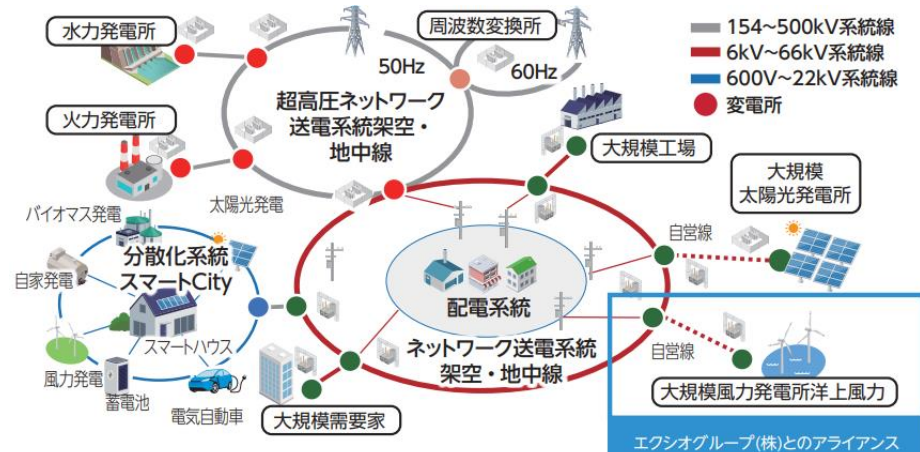 水力発電所
周波数変換所
154~500kV系統線
6kV~66kV系統線
600V~22kV系統線
変電所
50Hz
60Hz
超高圧ネットワーク
送電系統架空・
地中線
火力発電所
大規模工場
大規模
太陽光発電所
バイオマス発電
太陽光発電
分散化系統
スマートCity
自家発電
自営線
配電系統
スマートハウス
風力発電
蓄電池
電気自動車
大規模需要家
ネットワーク送電系統
架空・地中線
自営線
大規模風力発電所洋上風力
エクシオグループ(株)とのアライアンス